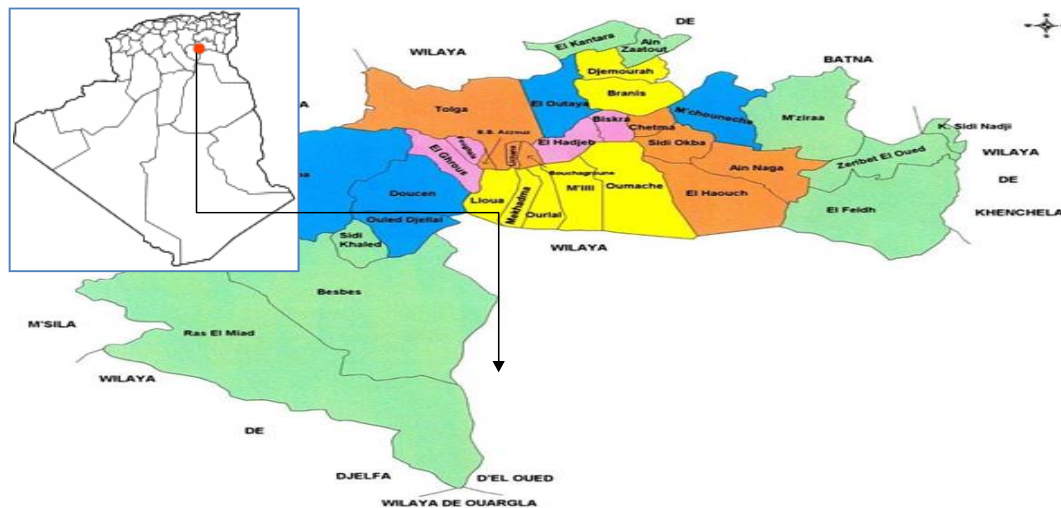 DE
WILAYA
El Kantara
Ain
Zaatout
BATNA
Djemourah
Branis
M'chouneche
M'ziraa
Tolga
El Outaya
Biskra
Chetma
K. Sidi Nadji
B.B. Azzouz
El Hadjeb
Sidi Okba
Zeribet El Oued
WILAYA
El Ghrous
Bouchagroune
Ain Naga
DE
Doucen
Lioua
Mekhadma
Ourlal
M'lili
Oumache
El Haouch
El Feidh
KHENCHELA
Ouled Djellal
Sidi
Khaled
WILAYA
Besbes
M'SILA
Ras El Miad
WILAYA
DE
DJELFA
D'EL OUED
WILAYA DE OUARGLA